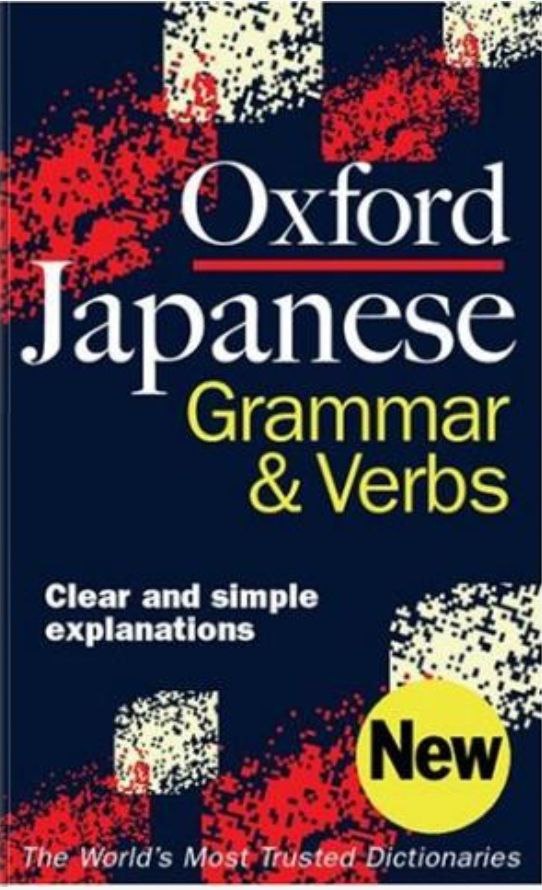 Oxford
Japanese
Grammar
& Verbs
Clear and simple
explanations
New
The World's Most Trusted Dictionaries